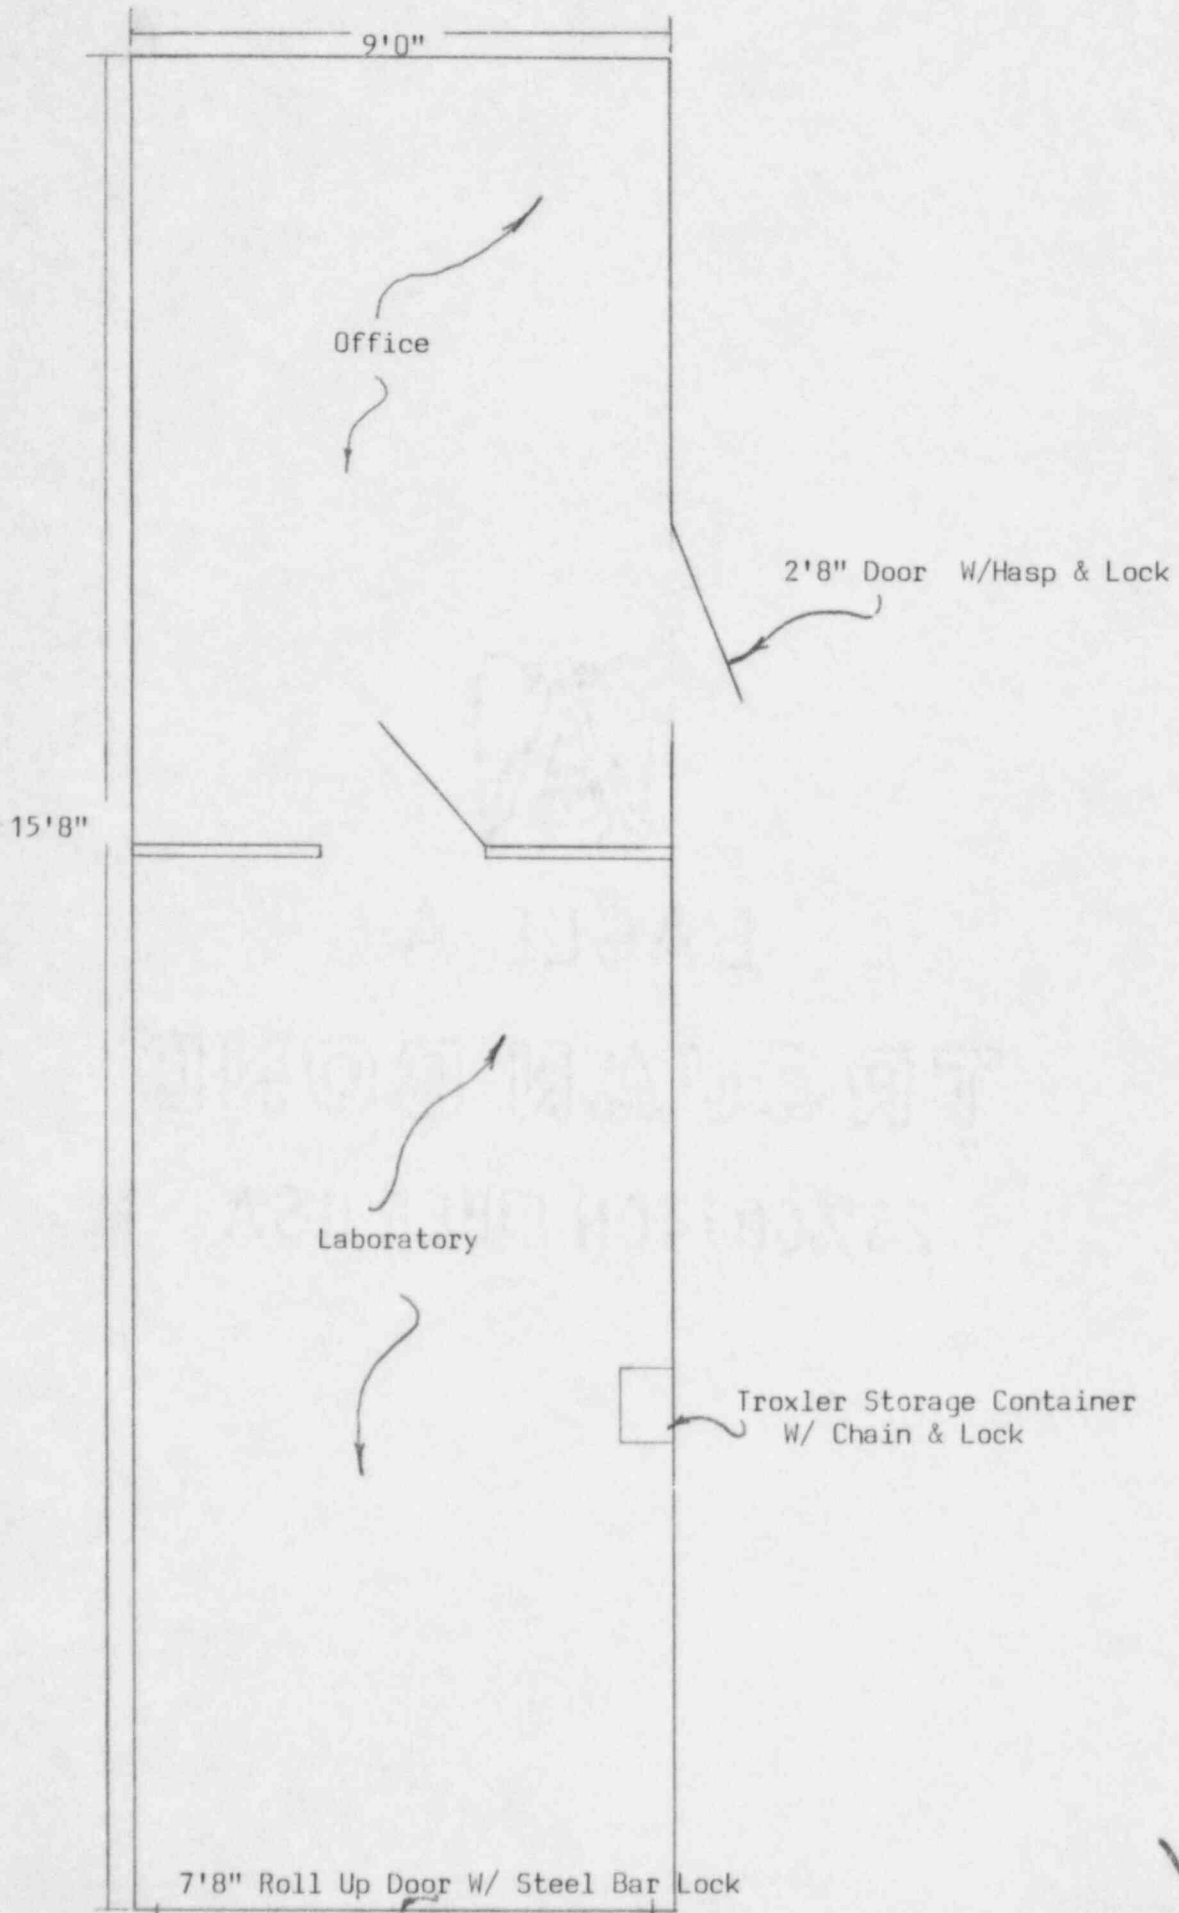 9'0"
Office
2'8" Door W/Hasp & Lock
15'8"
Laboratory
Troxler Storage Container
W/ Chain & Lock
7'8" Roll Up Door W/ Steel Bar Lock